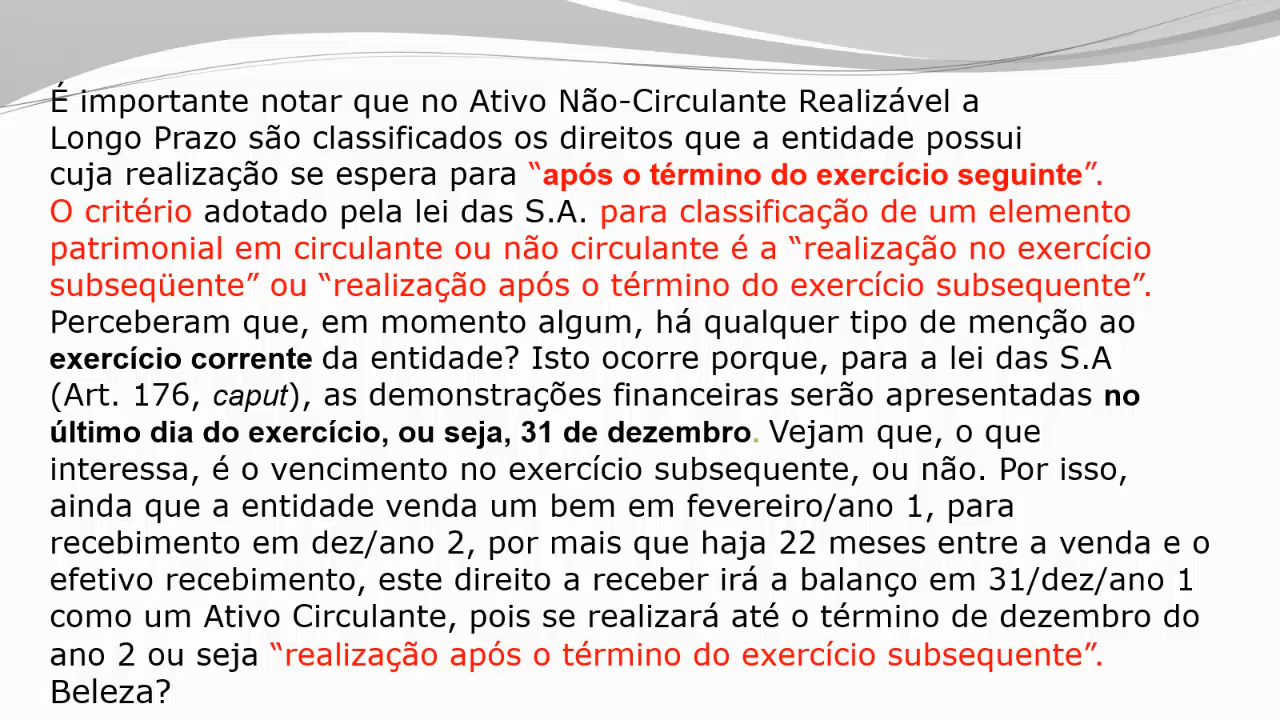 É importante notar que no Ativo Não-Circulante Realizável a
Longo Prazo são classificados os direitos que a entidade possui
cuja realização se espera para “após o término do exercício seguinte”.
O critério adotado pela lei das S.A. para classificação de um elemento
patrimonial em circulante ou não circulante é a “realização no exercício
subseqüente” ou “realização após o término do exercício subsequente”.
Perceberam que, em momento algum, há qualquer tipo de menção ao
exercício corrente da entidade? Isto ocorre porque, para a lei das S.A
(Art. 176, caput), as demonstrações financeiras serão apresentadas no
último dia do exercício, ou seja, 31 de dezembro. Vejam que, o que
interessa, é o vencimento no exercício subsequente, ou não. Por isso,
ainda que a entidade venda um bem em fevereiro/ano 1, para
recebimento em dez/ano 2, por mais que haja 22 meses entre a venda e o
efetivo recebimento, este direito a receber irá a balanço em 31/dez/ano 1
como um Ativo Circulante, pois se realizará até o término de dezembro do
ano 2 ou seja “realização após o término do exercício subsequente”.
Beleza?